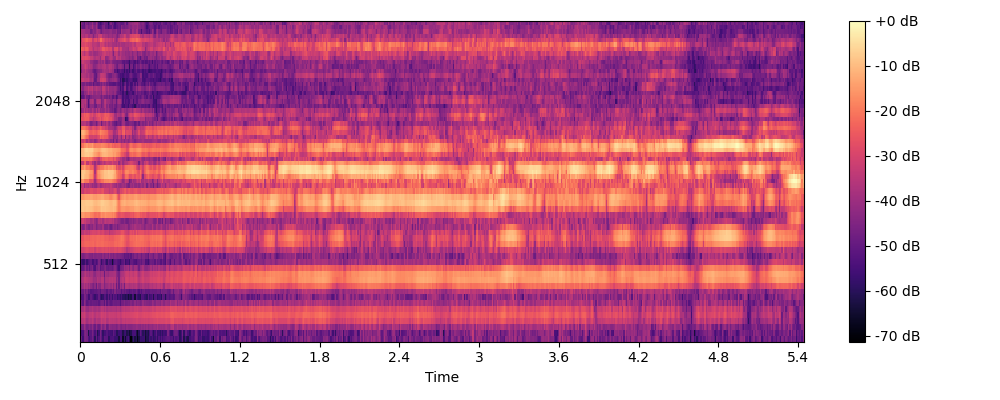 +0 dB
-10 dB
2048
-20 dB
-30 dB
Hz
1024
-40 dB
-50 dB
512
-60 dB
-70 dB
0 0.6 1.2 1.8 2.4 3 3.6 4.2 4.8 5.4
Time